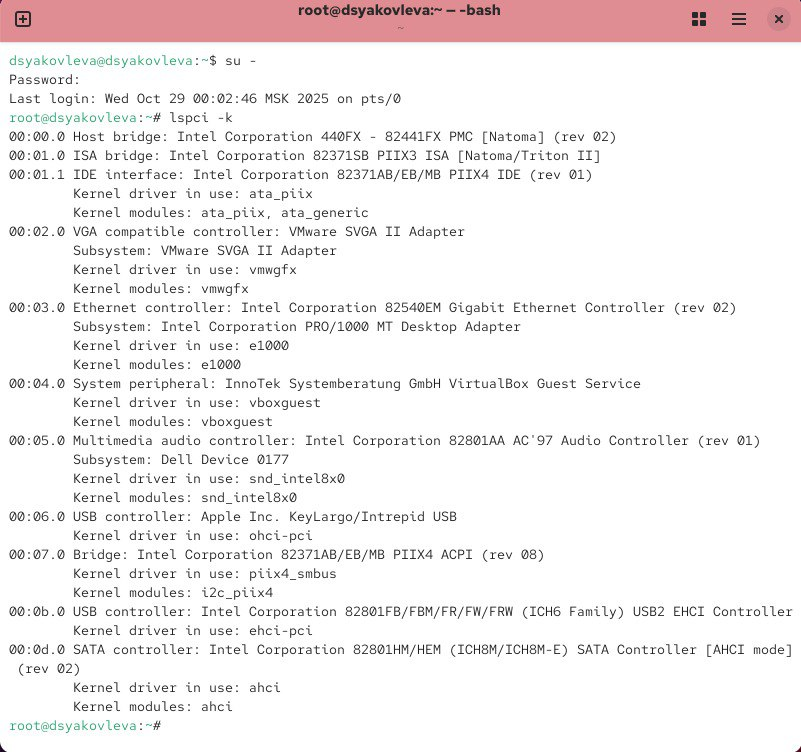 root@dsyakovleva:~ — -bash
~
dsyakovleva@dsyakovleva:~$ su -
Password:
Last login: Wed Oct 29 00:02:46 MSK 2025 on pts/0
root@dsyakovleva:~# lspci -k
00:00.0 Host bridge: Intel Corporation 440FX - 82441FX PMC [Natoma] (rev 02)
00:01.0 ISA bridge: Intel Corporation 82371SB PIIX3 ISA [Natoma/Triton II]
00:01.1 IDE interface: Intel Corporation 82371AB/EB/MB PIIX4 IDE (rev 01)
        Kernel driver in use: ata_piix
        Kernel modules: ata_piix, ata_generic
00:02.0 VGA compatible controller: VMware SVGA II Adapter
        Subsystem: VMware SVGA II Adapter
        Kernel driver in use: vmwgfx
        Kernel modules: vmwgfx
00:03.0 Ethernet controller: Intel Corporation 82540EM Gigabit Ethernet Controller (rev 02)
        Subsystem: Intel Corporation PRO/1000 MT Desktop Adapter
        Kernel driver in use: e1000
        Kernel modules: e1000
00:04.0 System peripheral: InnoTek Systemberatung GmbH VirtualBox Guest Service
        Kernel driver in use: vboxguest
        Kernel modules: vboxguest
00:05.0 Multimedia audio controller: Intel Corporation 82801AA AC'97 Audio Controller (rev 01)
        Subsystem: Dell Device 0177
        Kernel driver in use: snd_intel8x0
        Kernel modules: snd_intel8x0
00:06.0 USB controller: Apple Inc. KeyLargo/Intrepid USB
        Kernel driver in use: ohci-pci
00:07.0 Bridge: Intel Corporation 82371AB/EB/MB PIIX4 ACPI (rev 08)
        Kernel driver in use: piix4_smbus
        Kernel modules: i2c_piix4
00:0b.0 USB controller: Intel Corporation 82801FB/FBM/FR/FW/FRW (ICH6 Family) USB2 EHCI Controller
        Kernel driver in use: ehci-pci
00:0d.0 SATA controller: Intel Corporation 82801HM/HEM (ICH8M/ICH8M-E) SATA Controller [AHCI mode]
 (rev 02)
        Kernel driver in use: ahci
        Kernel modules: ahci
root@dsyakovleva:~#